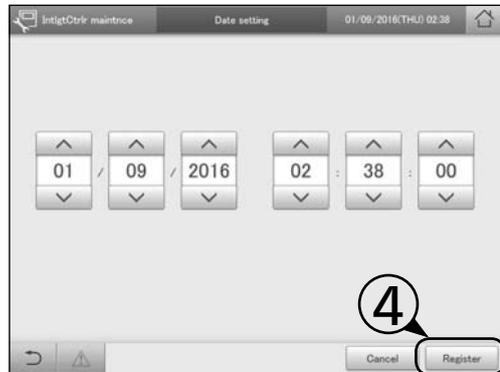 IntlgtCtrlr maintnce Date setting 01/09/2016(THU) 02:38
01 / 09 / 2016 02 : 38 : 00
④
Cancel Register